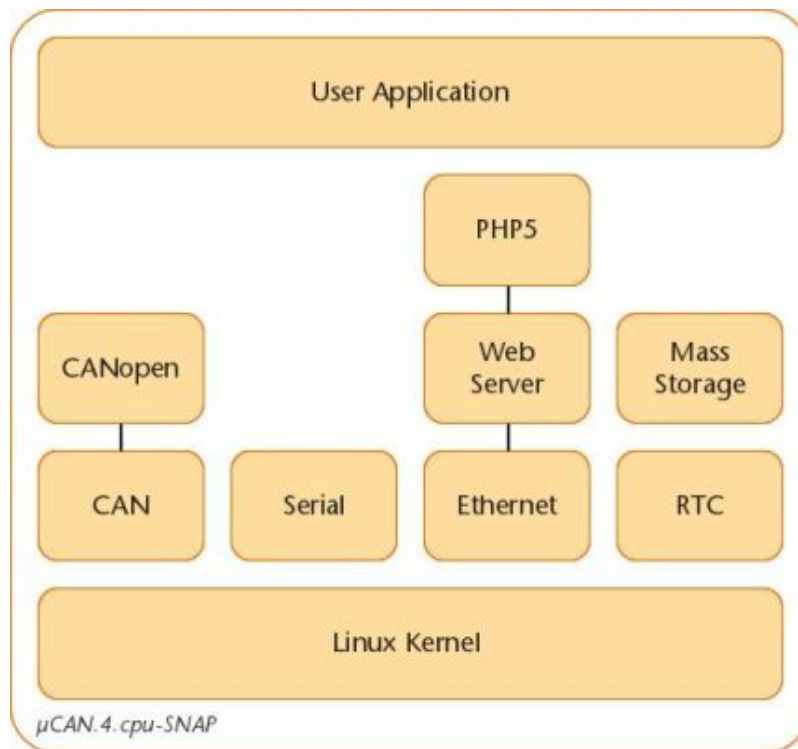 User Application
PHP5
CANopen
Web
Server
Mass
Storage
CAN
Serial
Ethernet
RTC
Linux Kernel
µCAN.4.cpu-SNAP